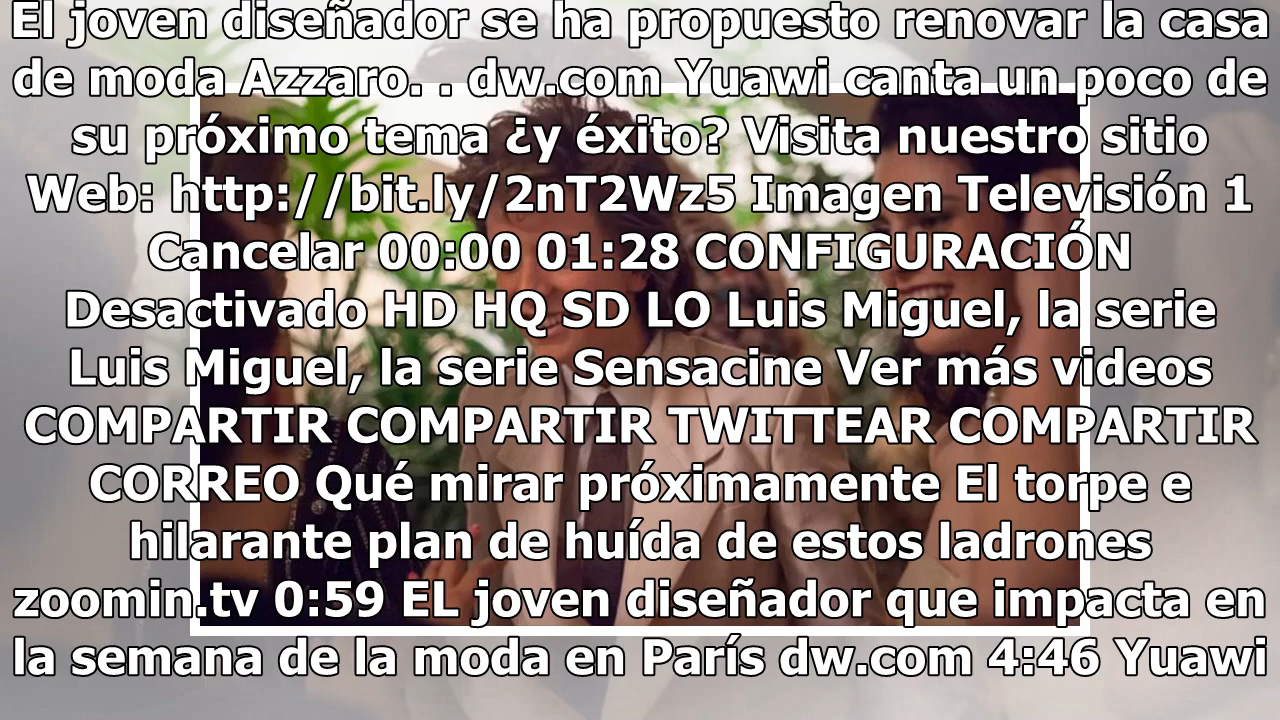 El joven diseñador se ha propuesto renovar la casa
de moda Azzaro. . dw.com Yuawi canta un poco de
su próximo tema ¿y éxito? Visita nuestro sitio
Web: http://bit.ly/2nT2Wz5 Imagen Televisión 1
Cancelar 00:00 01:28 CONFIGURACIÓN
Desactivado HD HQ SD LO Luis Miguel, la serie
Luis Miguel, la serie Sensacine Ver más videos
COMPARTIR COMPARTIR TWITTEAR COMPARTIR
CORREO Qué mirar próximamente El torpe e
hilarante plan de huída de estos ladrones
zoomin.tv 0:59 EL joven diseñador que impacta en
la semana de la moda en París dw.com 4:46 Yuawi